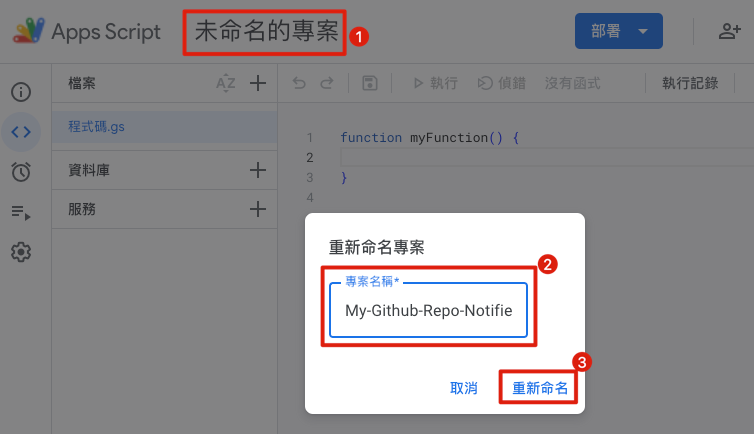 Apps Script
未命名的專案
1
部署
檔案
AZ
執行
偵錯
沒有函式
執行記錄
程式碼.gs
資料庫
服務
1 function myFunction() {
2
3 }
4
重新命名專案
2
專案名稱*
My-Github-Repo-Notifie
3
取消
重新命名